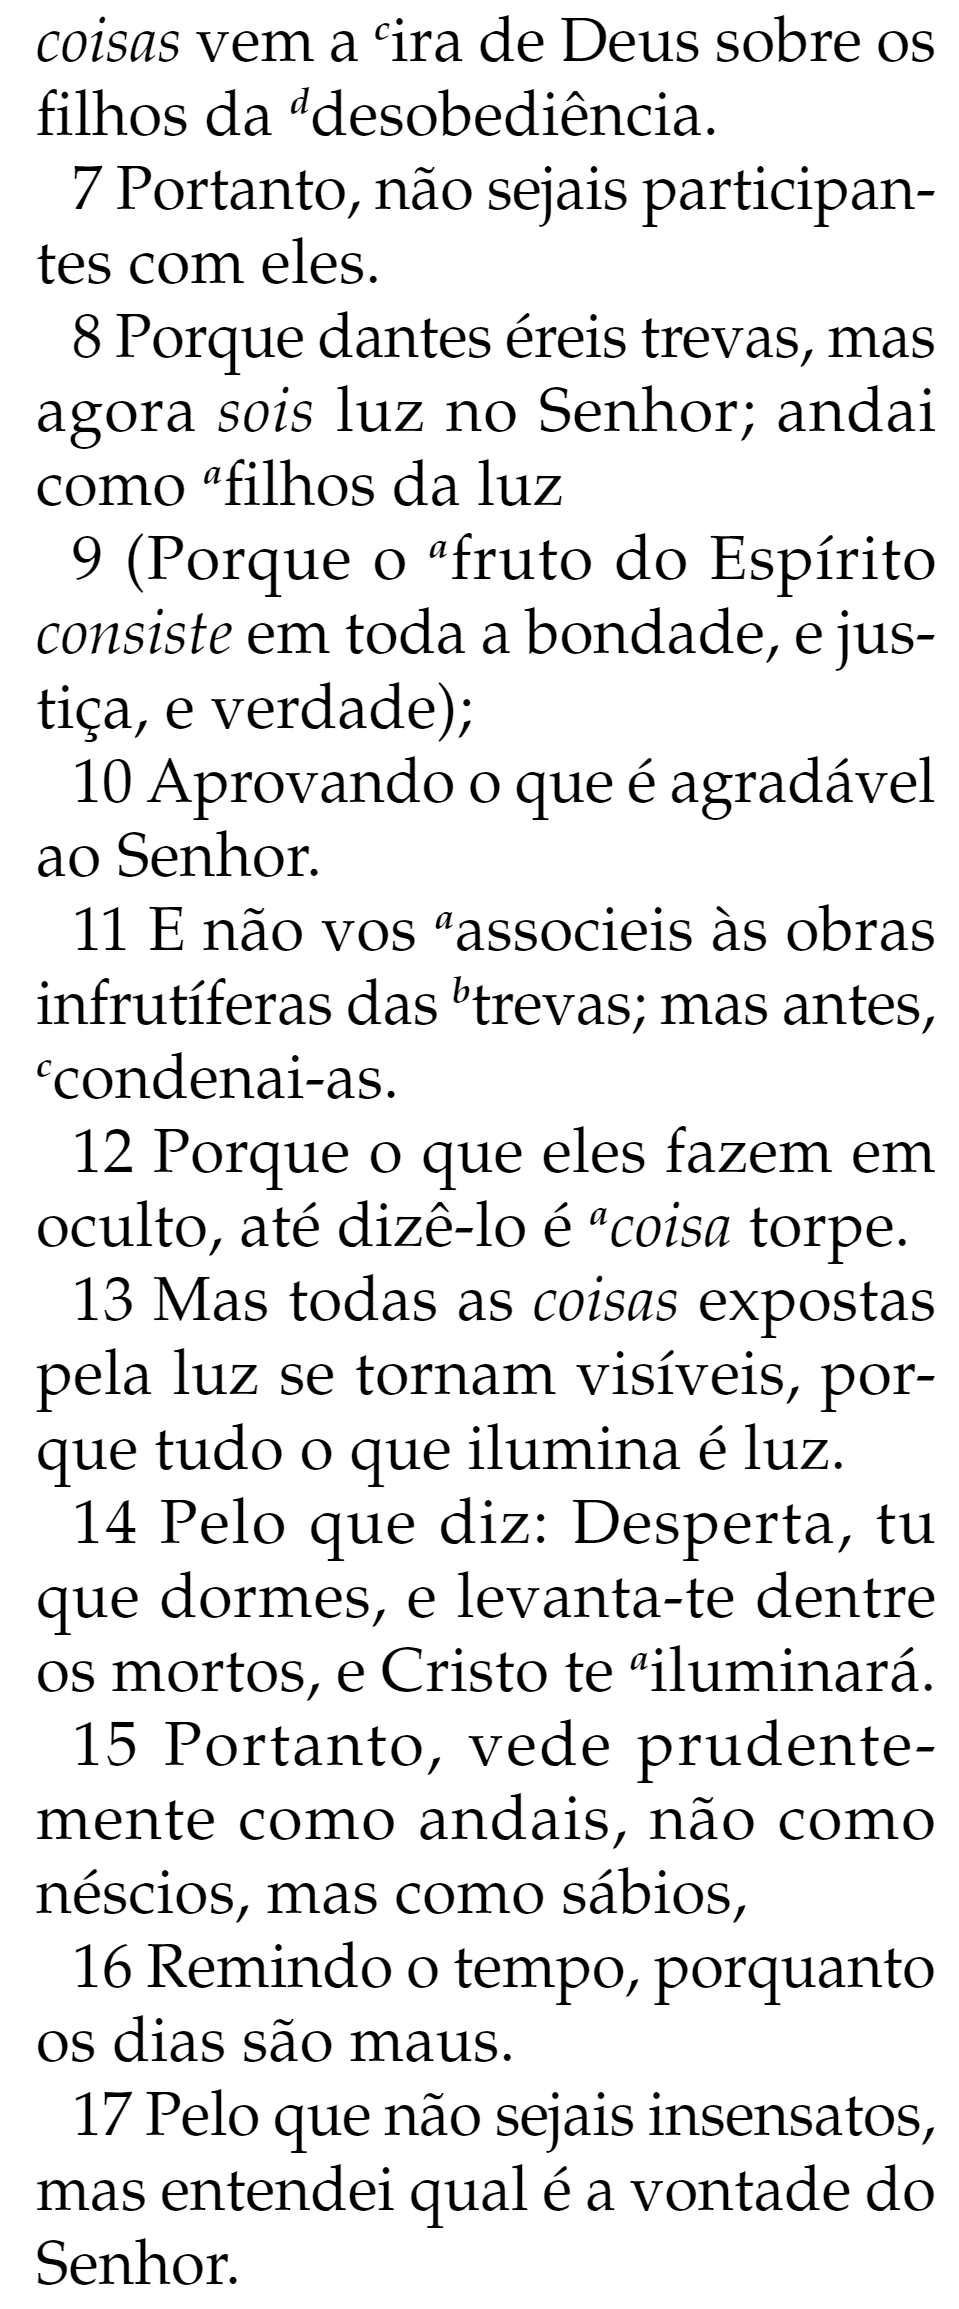 coisas vem a cira de Deus sobre os
filhos da ddesobediência.
7 Portanto, não sejais participan-
tes com eles.
8 Porque dantes éreis trevas, mas
agora sois luz no Senhor; andai
como afilhos da luz
9 (Porque o afruto do Espírito
consiste em toda a bondade, e jus-
tiça, e verdade);
10 Aprovando o que é agradável
ao Senhor.
11 E não vos aassocieis às obras
infrutíferas das btrevas; mas antes,
ccondenai-as.
12 Porque o que eles fazem em
oculto, até dizê-lo é acoisa torpe.
13 Mas todas as coisas expostas
pela luz se tornam visíveis, por-
que tudo o que ilumina é luz.
14 Pelo que diz: Desperta, tu
que dormes, e levanta-te dentre
os mortos, e Cristo te ailuminará.
15 Portanto, vede prudente-
mente como andais, não como
néscios, mas como sábios,
16 Remindo o tempo, porquanto
os dias são maus.
17 Pelo que não sejais insensatos,
mas entendei qual é a vontade do
Senhor.